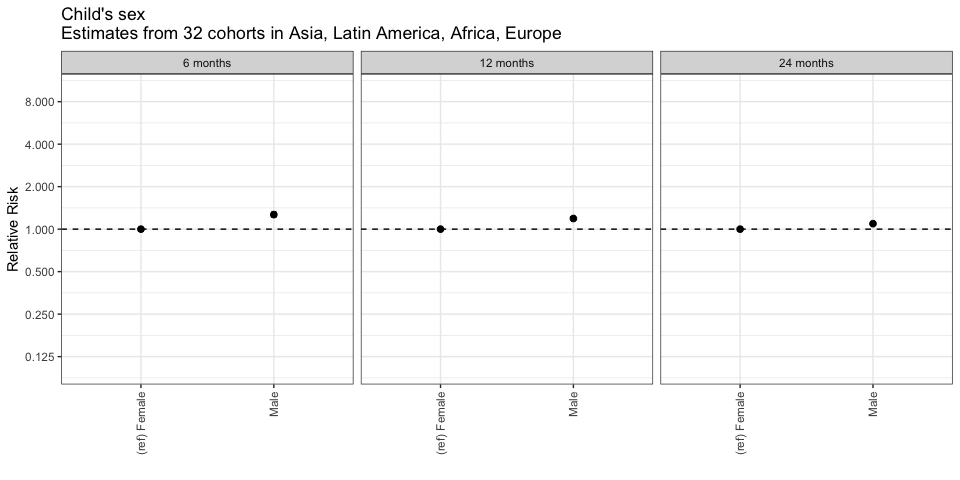 Child's sex
Estimates from 32 cohorts in Asia, Latin America, Africa, Europe
6 months
12 months
24 months
Relative Risk
8.000
4.000
2.000
1.000
0.500
0.250
0.125
(ref) Female
Male
(ref) Female
Male
(ref) Female
Male